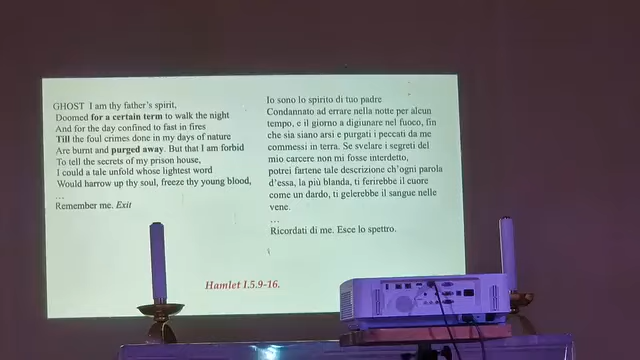 GHOST I am thy father's spirit,
Doomed for a certain term to walk the night
And for the day confined to fast in fires
Till the foul crimes done in my days of nature
Are burnt and purged away. But that I am forbid
To tell the secrets of my prison house,
I could a tale unfold whose lightest word
Would harrow up thy soul, freeze thy young blood,
...
Remember me. Exit
Io sono lo spirito di tuo padre
Condannato ad errare nella notte per alcun
tempo, e il giorno a digiunare nel fuoco, fin
che sia siano arsi e purgati i peccati da me
commessi in terra. Se svelare i segreti del
mio carcere non mi fosse interdetto,
potrei fartene tale descrizione ch'ogni parola
d'essa, la più blanda, ti ferirebbe il cuore
come un dardo, ti gelerebbe il sangue nelle
vene.
...
Ricordati di me. Esce lo spettro.
Hamlet I.5.9-16.